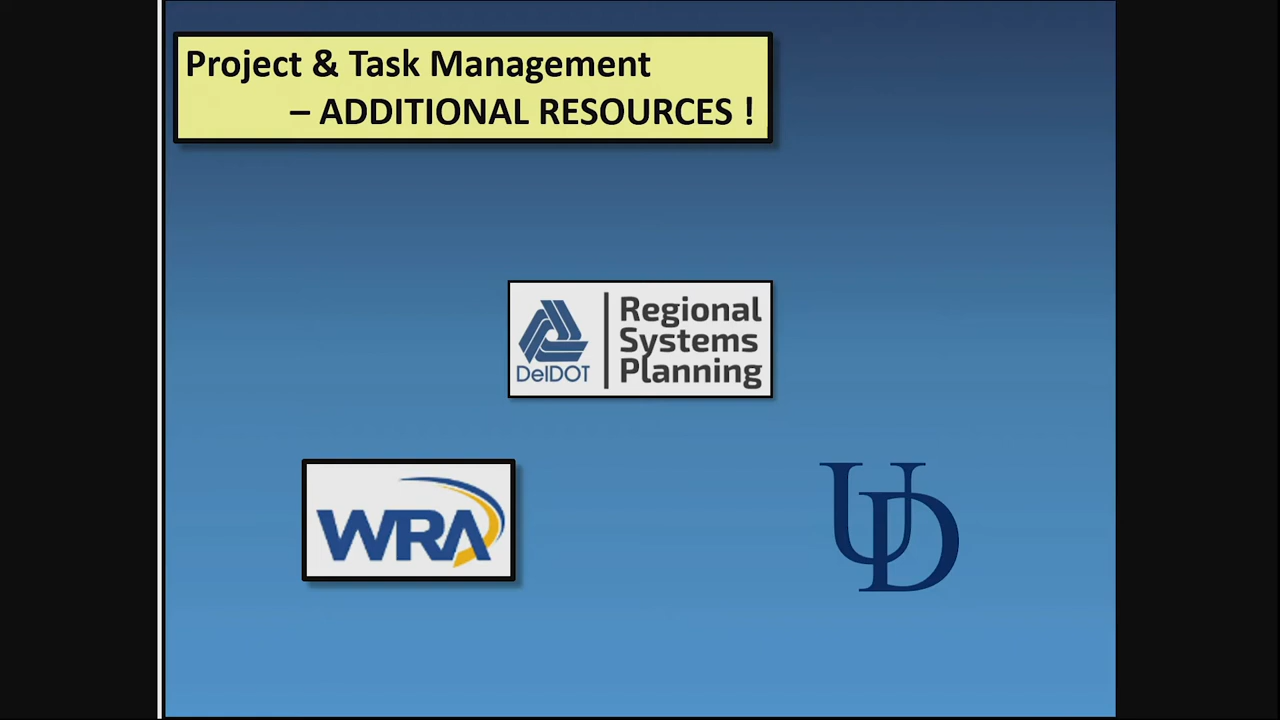 Project & Task Management
– ADDITIONAL RESOURCES !
Regional
Systems
Planning
DelDOT
WRA
UD